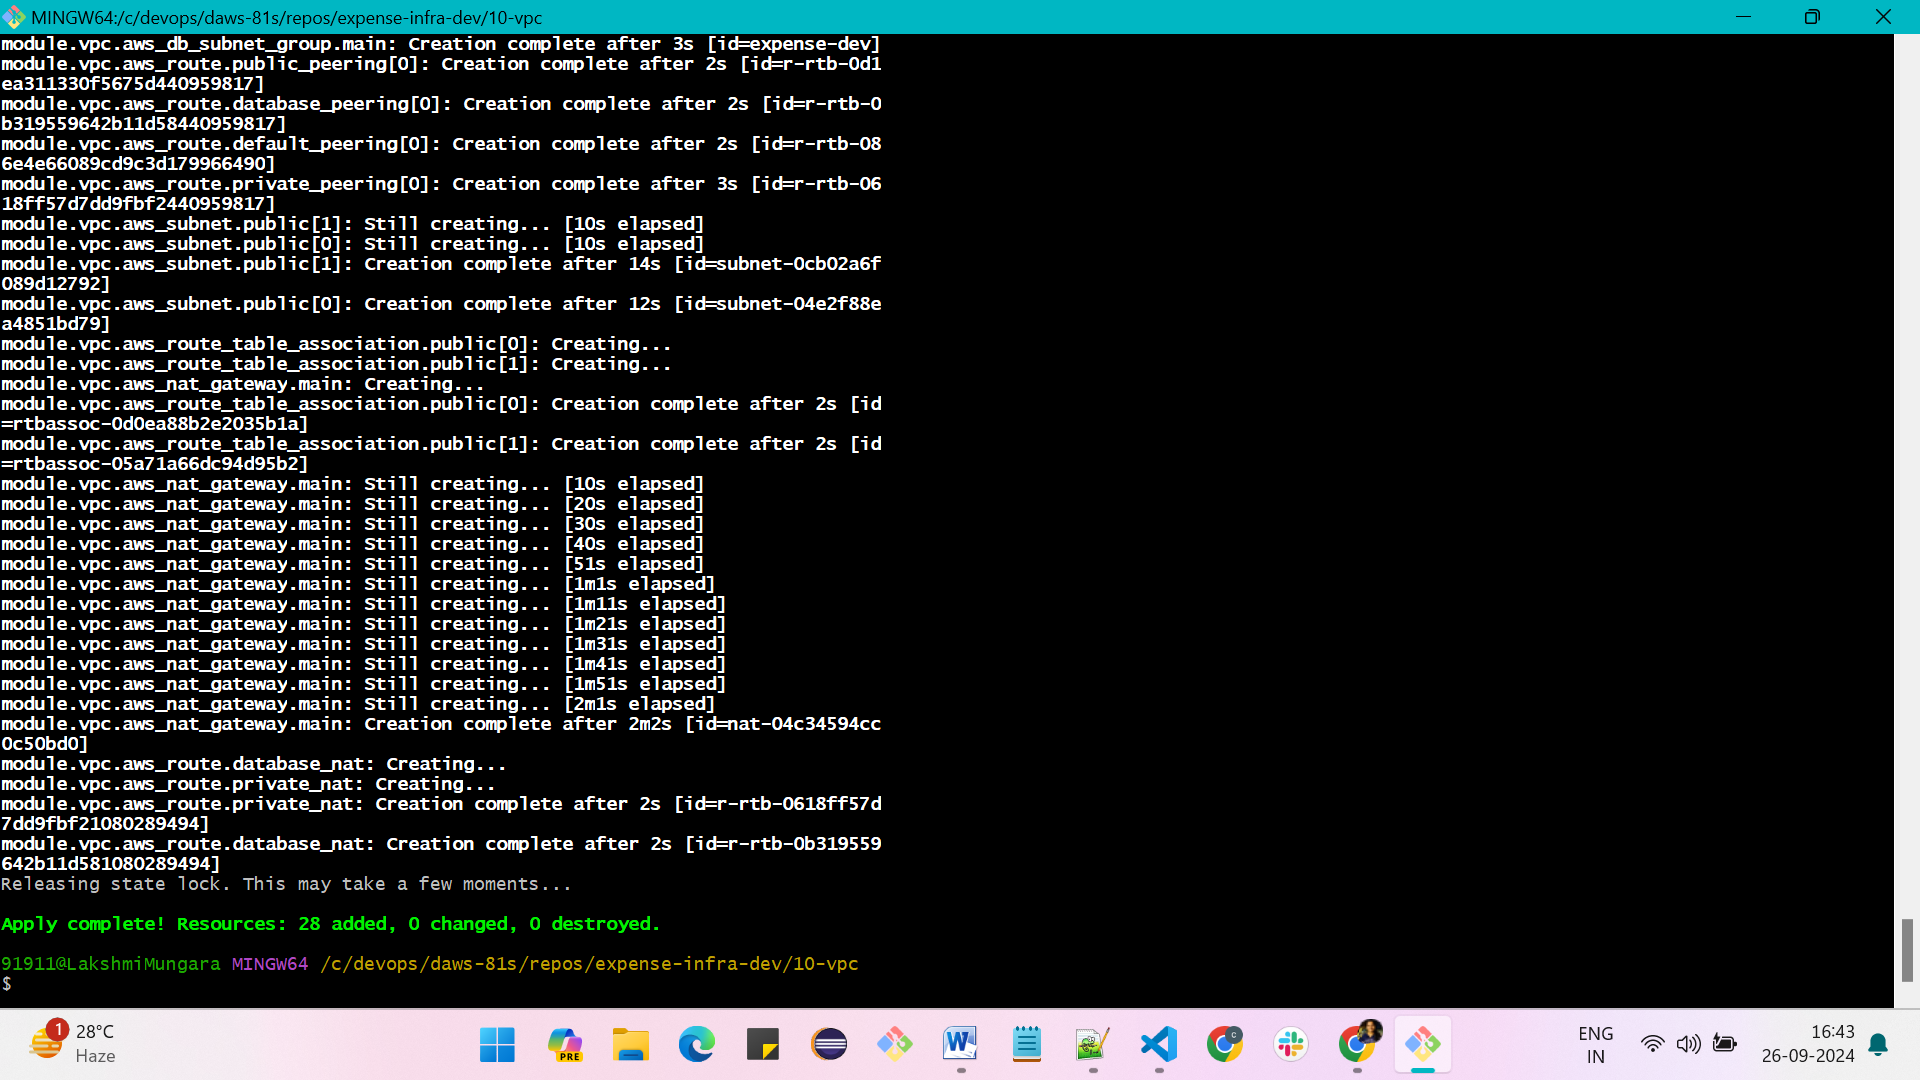 MINGW64:/c/devops/daws-81s/repos/expense-infra-dev/10-vpc
module.vpc.aws_db_subnet_group.main: Creation complete after 3s [id=expense-dev]
module.vpc.aws_route.public_peering[0]: Creation complete after 2s [id=r-rtb-0d1
ea311330f5675d440959817]
module.vpc.aws_route.database_peering[0]: Creation complete after 2s [id=r-rtb-0
b319559642b11d58440959817]
module.vpc.aws_route.default_peering[0]: Creation complete after 2s [id=r-rtb-08
6e4e66089cd9c3d179966490]
module.vpc.aws_route.private_peering[0]: Creation complete after 3s [id=r-rtb-06
18ff57d7dd9fbf2440959817]
module.vpc.aws_subnet.public[1]: Still creating... [10s elapsed]
module.vpc.aws_subnet.public[0]: Still creating... [10s elapsed]
module.vpc.aws_subnet.public[1]: Creation complete after 14s [id=subnet-0cb02a6f
089d12792]
module.vpc.aws_subnet.public[0]: Creation complete after 12s [id=subnet-04e2f88e
a4851bd79]
module.vpc.aws_route_table_association.public[0]: Creating...
module.vpc.aws_route_table_association.public[1]: Creating...
module.vpc.aws_nat_gateway.main: Creating...
module.vpc.aws_route_table_association.public[0]: Creation complete after 2s [id
=rtbassoc-0d0ea88b2e2035b1a]
module.vpc.aws_route_table_association.public[1]: Creation complete after 2s [id
=rtbassoc-05a71a66dc94d95b2]
module.vpc.aws_nat_gateway.main: Still creating... [10s elapsed]
module.vpc.aws_nat_gateway.main: Still creating... [20s elapsed]
module.vpc.aws_nat_gateway.main: Still creating... [30s elapsed]
module.vpc.aws_nat_gateway.main: Still creating... [40s elapsed]
module.vpc.aws_nat_gateway.main: Still creating... [51s elapsed]
module.vpc.aws_nat_gateway.main: Still creating... [1m1s elapsed]
module.vpc.aws_nat_gateway.main: Still creating... [1m11s elapsed]
module.vpc.aws_nat_gateway.main: Still creating... [1m21s elapsed]
module.vpc.aws_nat_gateway.main: Still creating... [1m31s elapsed]
module.vpc.aws_nat_gateway.main: Still creating... [1m41s elapsed]
module.vpc.aws_nat_gateway.main: Still creating... [1m51s elapsed]
module.vpc.aws_nat_gateway.main: Still creating... [2m1s elapsed]
module.vpc.aws_nat_gateway.main: Creation complete after 2m2s [id=nat-04c34594cc
0c50bd0]
module.vpc.aws_route.database_nat: Creating...
module.vpc.aws_route.private_nat: Creating...
module.vpc.aws_route.private_nat: Creation complete after 2s [id=r-rtb-0618ff57d
7dd9fbf21080289494]
module.vpc.aws_route.database_nat: Creation complete after 2s [id=r-rtb-0b319559
642b11d581080289494]
Releasing state lock. This may take a few moments...
Apply complete! Resources: 28 added, 0 changed, 0 destroyed.
91911@LakshmiMungara MINGW64 /c/devops/daws-81s/repos/expense-infra-dev/10-vpc
$
1
28°C
Haze
PRE
W
C
ENG
IN
16:43
26-09-2024